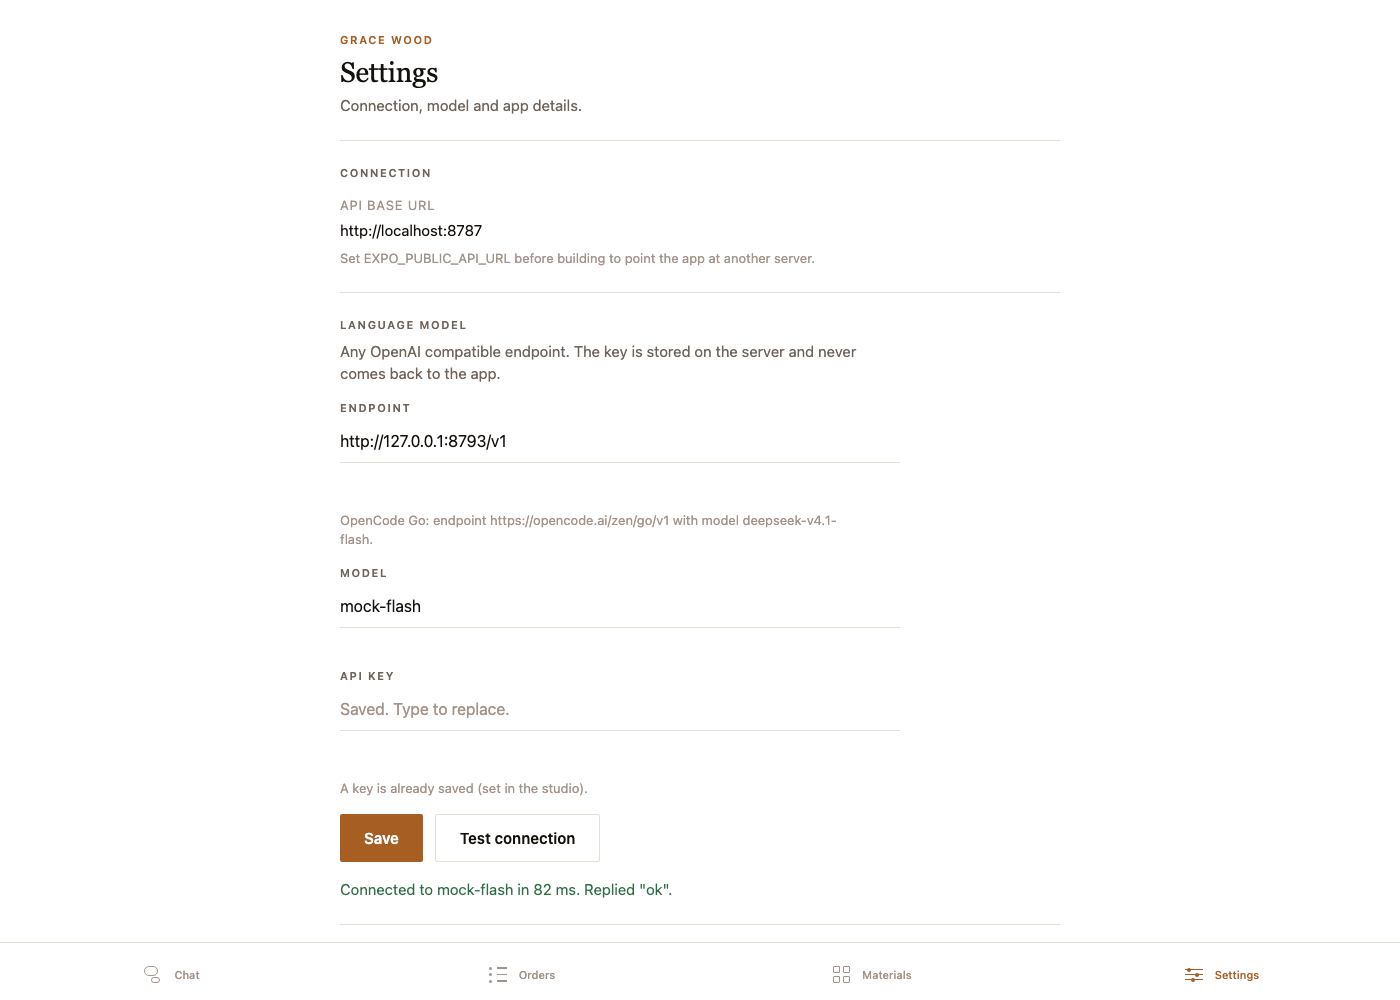 GRACE WOOD
Settings
Connection, model and app details.
CONNECTION
API BASE URL
http://localhost:8787
Set EXPO_PUBLIC_API_URL before building to point the app at another server.
LANGUAGE MODEL
Any OpenAI compatible endpoint. The key is stored on the server and never
comes back to the app.
ENDPOINT
http://127.0.0.1:8793/v1
OpenCode Go: endpoint https://opencode.ai/zen/go/v1 with model deepseek-v4.1-
flash.
MODEL
mock-flash
API KEY
Saved. Type to replace.
A key is already saved (set in the studio).
Save
Test connection
Connected to mock-flash in 82 ms. Replied "ok".
Chat
Orders
Materials
Settings